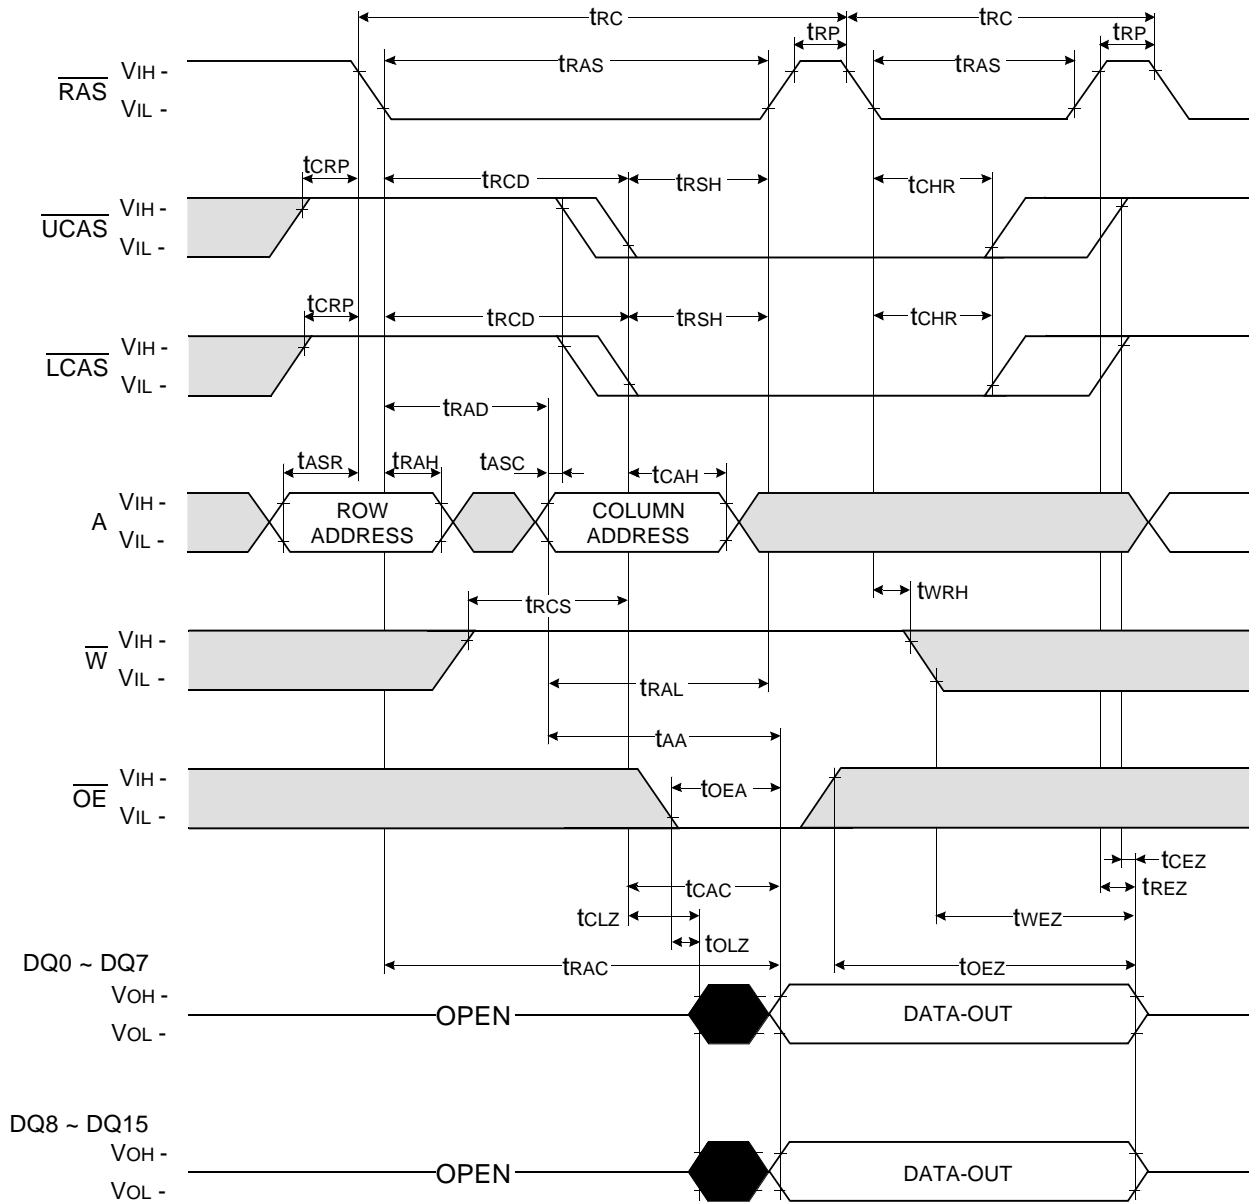 tRC tRC
tRP tRP
RAS VIH - tRAS tRAS
VIL -
tCRP tRCD tRSH tCHR
UCAS VIH -
VIL -
tCRP tRCD tRSH tCHR
LCAS VIH -
VIL -
tRAD
tASR tRAH tASC tCAH
A VIH - ROW COLUMN
VIL - ADDRESS ADDRESS
tRCS tWRH
W VIH -
VIL - tRAL
tAA
OE VIH - tOEA
VIL -
tCEZ
tCAC tREZ
tCLZ tWEZ
tOLZ
DQ0 ~ DQ7 tRAC tOEZ
VOH -
OPEN DATA-OUT
VOL -
DQ8 ~ DQ15
VOH -
OPEN DATA-OUT
VOL -